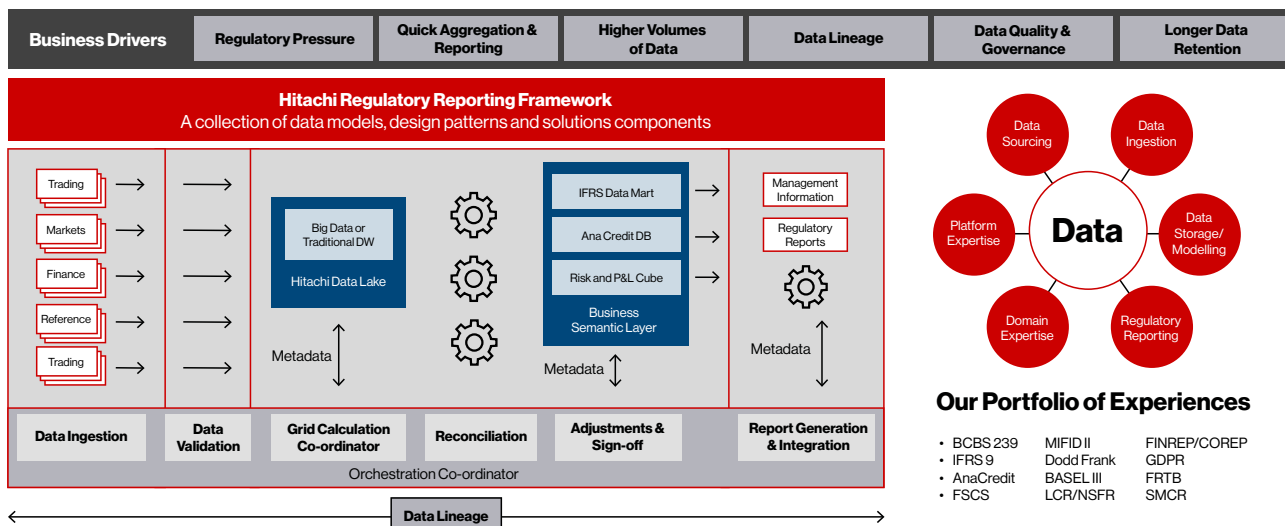 Business Drivers
Regulatory Pressure
Quick Aggregation &
Reporting
Higher Volumes
of Data
Data Lineage
Data Quality &
Governance
Longer Data
Retention
Hitachi Regulatory Reporting Framework
A collection of data models, design patterns and solutions components
Trading
Markets
Finance
Reference
Trading
Big Data or
Traditional DW
Hitachi Data Lake
Metadata
IFRS Data Mart
Ana Credit DB
Risk and P&L Cube
Business
Semantic Layer
Metadata
Management
Information
Regulatory
Reports
Metadata
Data Ingestion
Data
Validation
Grid Calculation
Co-ordinator
Reconciliation
Adjustments &
Sign-off
Report Generation
& Integration
Orchestration Co-ordinator
Data Lineage
Data
Sourcing
Data
Ingestion
Platform
Expertise
Data
Data
Storage/
Modelling
Domain
Expertise
Regulatory
Reporting
Our Portfolio of Experiences
• BCBS 239 MIFID II FINREP/COREP
• IFRS 9 Dodd Frank GDPR
• AnaCredit BASEL III FRTB
• FSCS LCR/NSFR SMCR